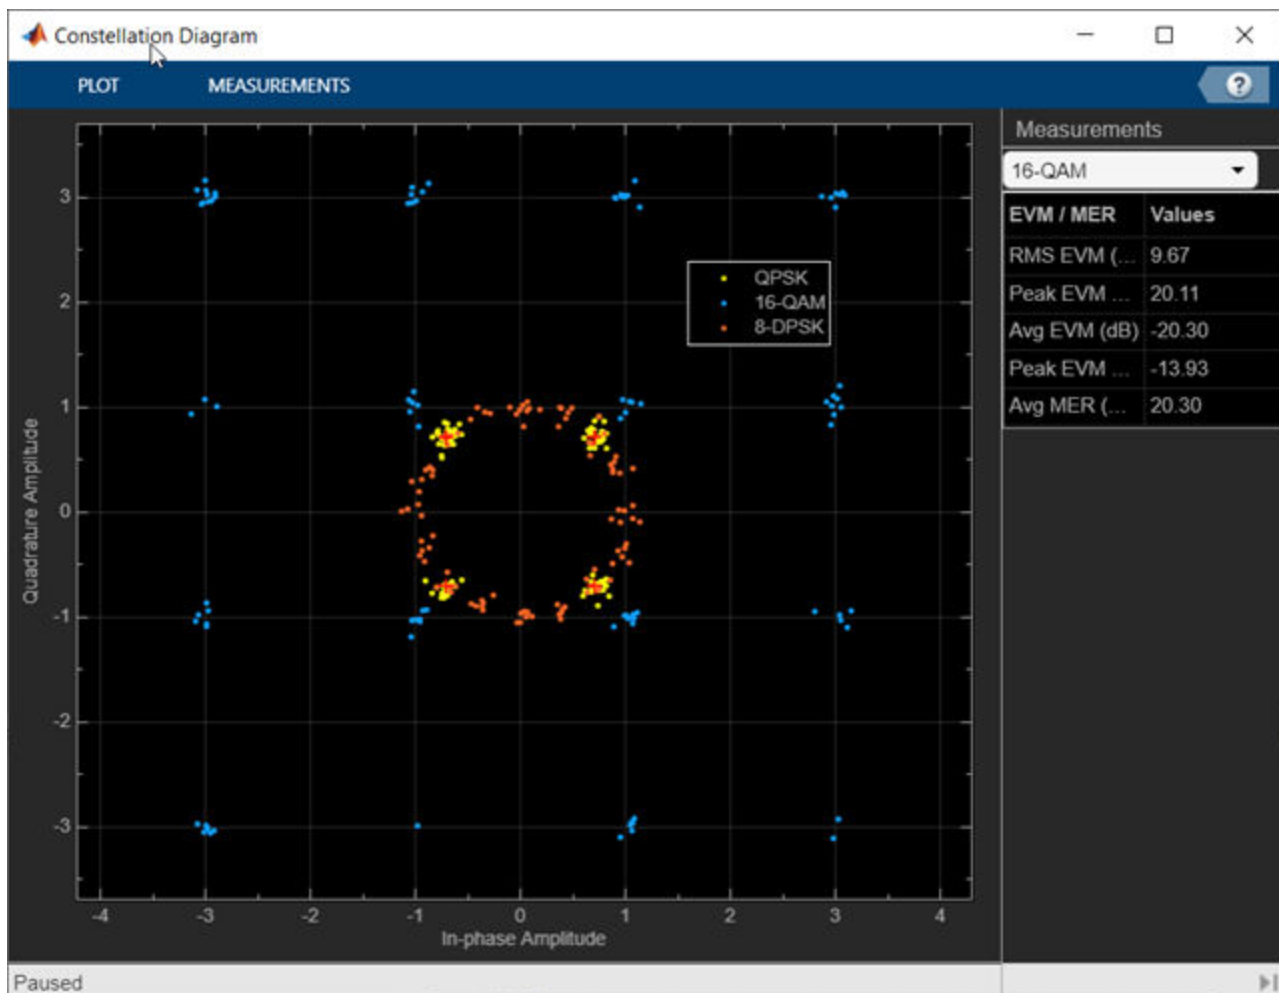 Constellation Diagram
PLOT MEASUREMENTS ?
Measurements
16-QAM
EVM / MER Values
RMS EVM (... 9.67
Peak EVM ... 20.11
Avg EVM (dB) -20.30
Peak EVM ... -13.93
Avg MER (... 20.30
QPSK
16-QAM
8-DPSK
Quadrature Amplitude
3
2
1
0
-1
-2
-3
-4 -3 -2 -1 0 1 2 3 4
In-phase Amplitude
Paused